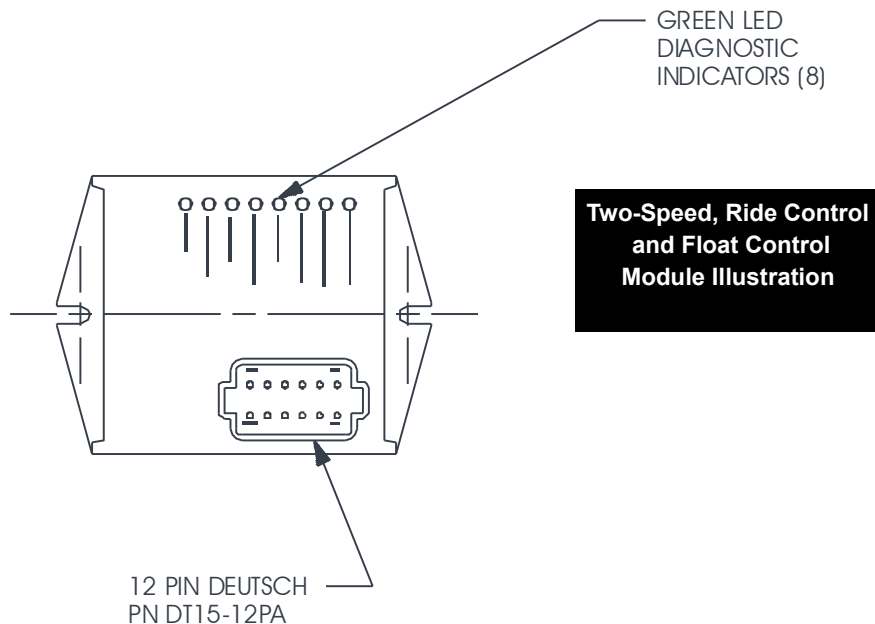 GREEN LED
DIAGNOSTIC
INDICATORS (8)
Two-Speed, Ride Control
and Float Control
Module Illustration
12 PIN DEUTSCH
PN DT15-12PA